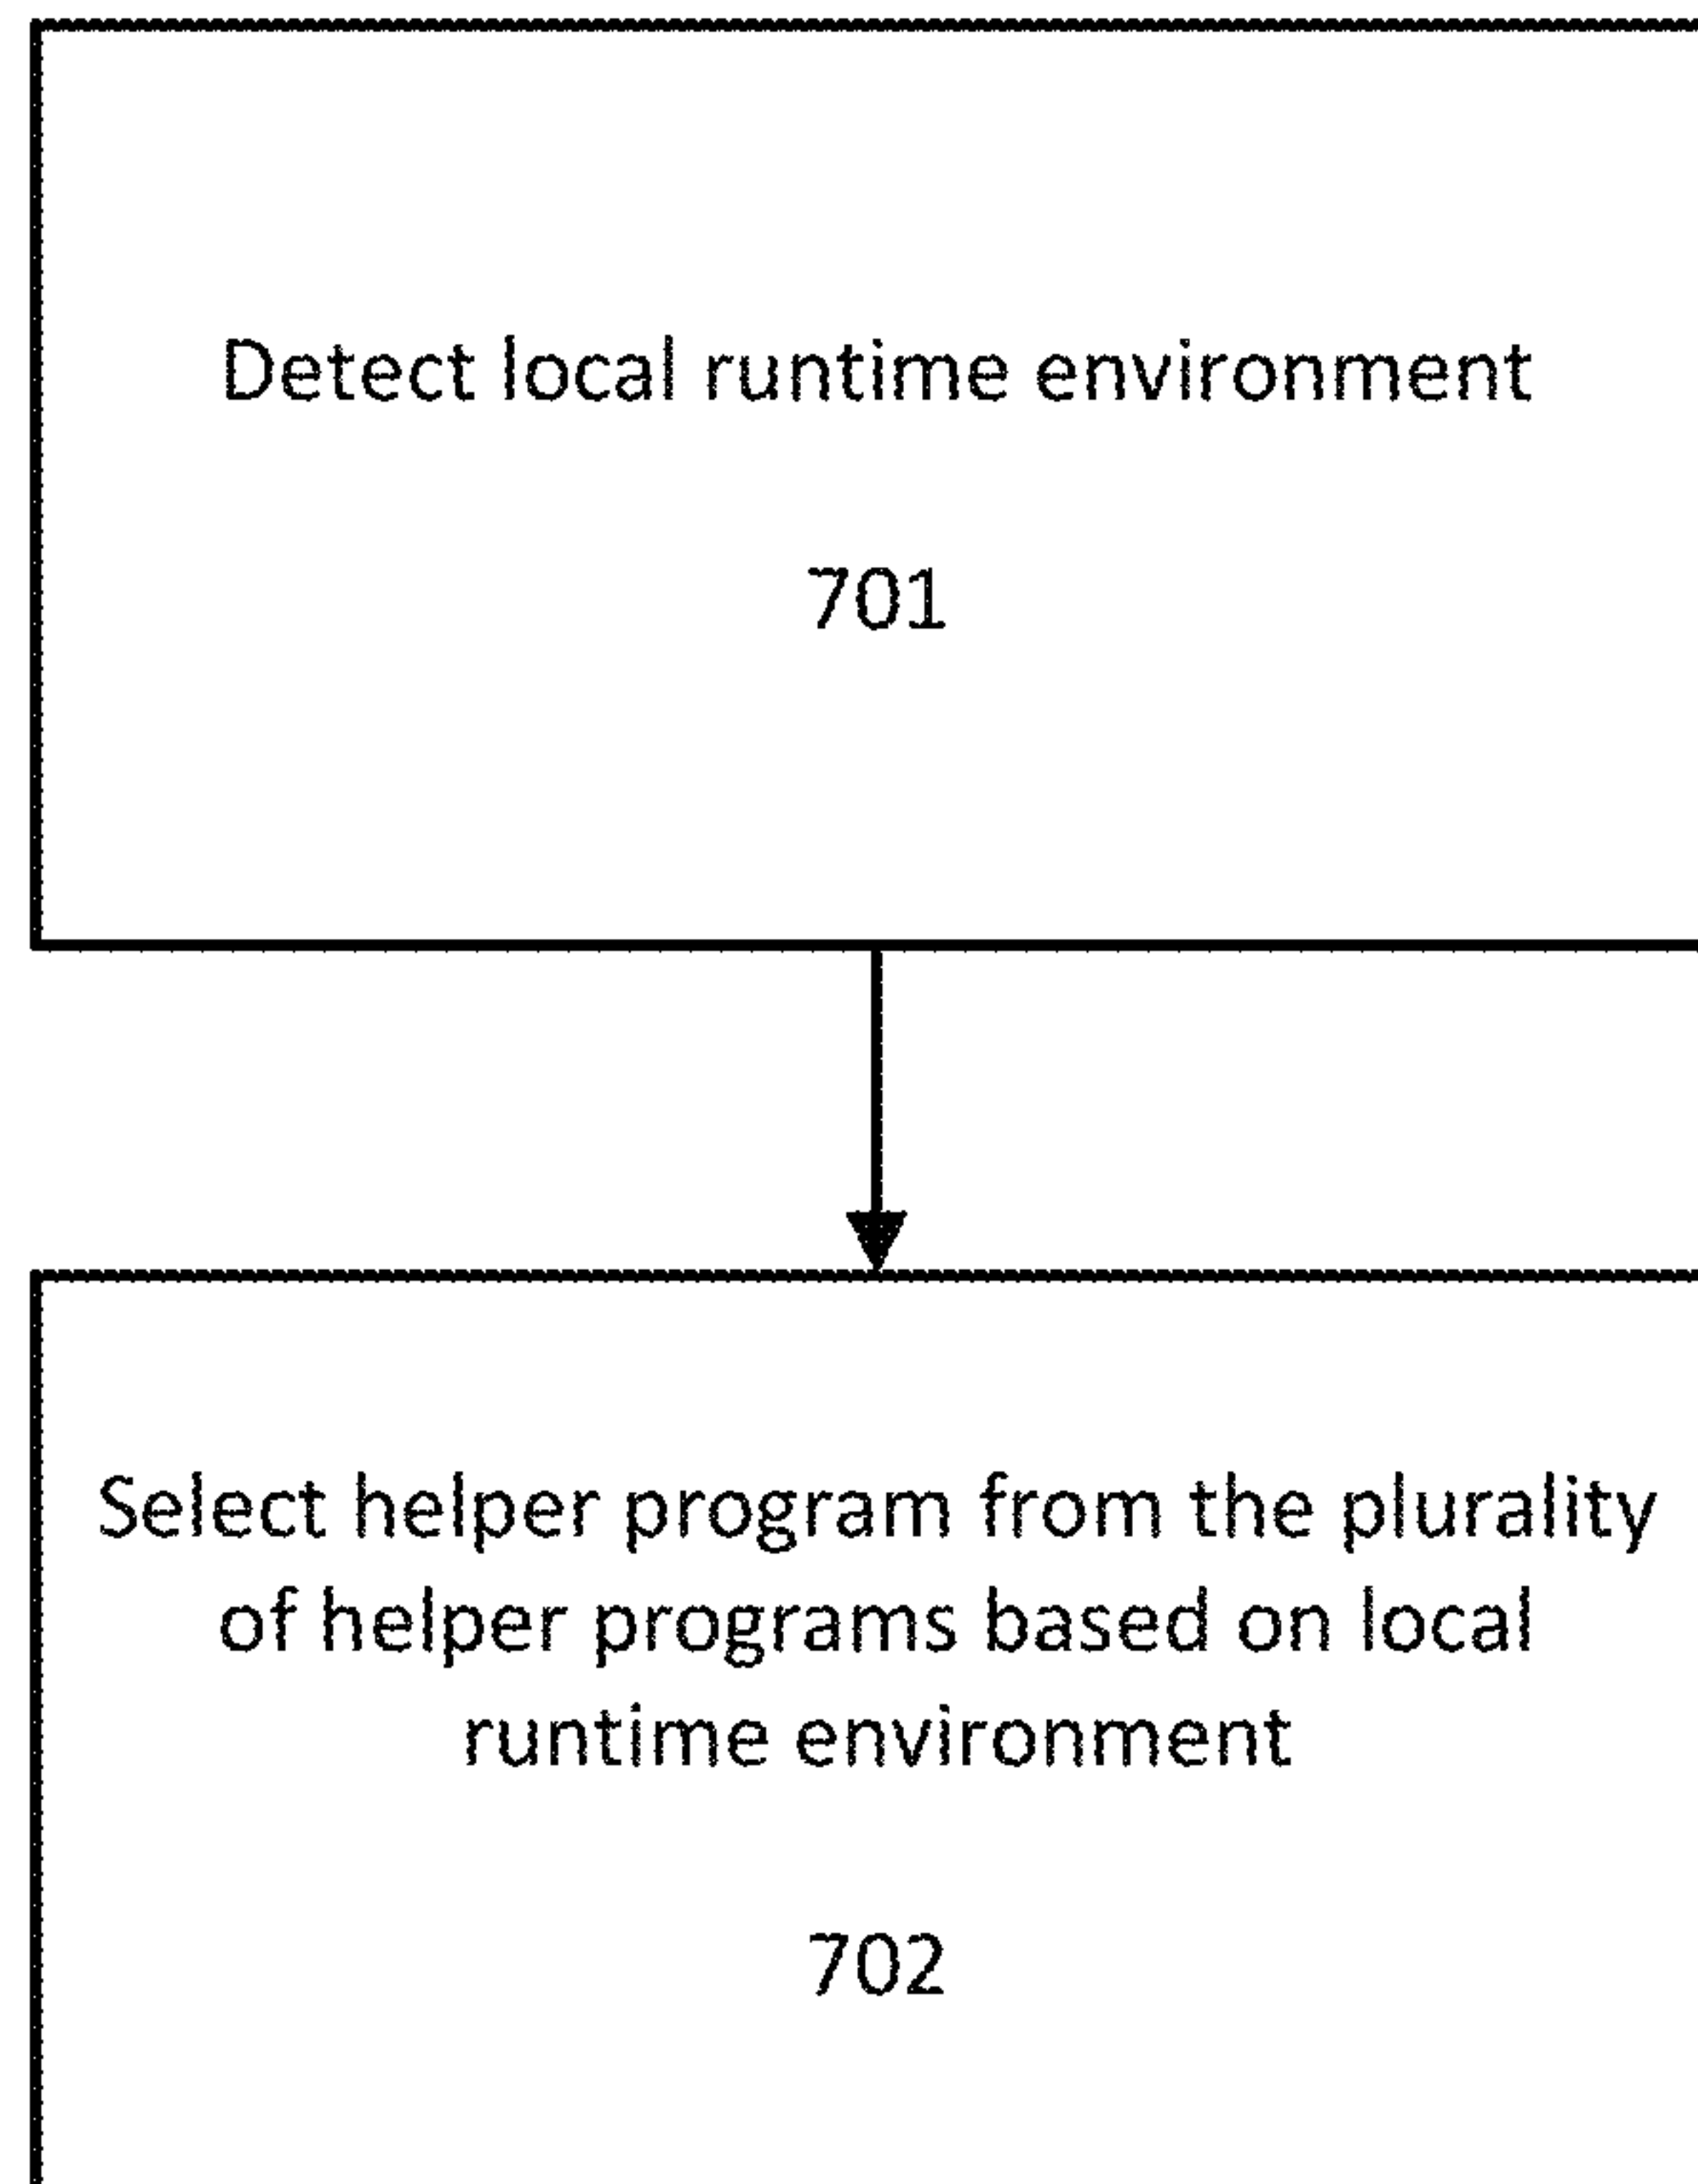 Detect local runtime environment
701
Select helper program from the plurality
of helper programs based on local
runtime environment
702